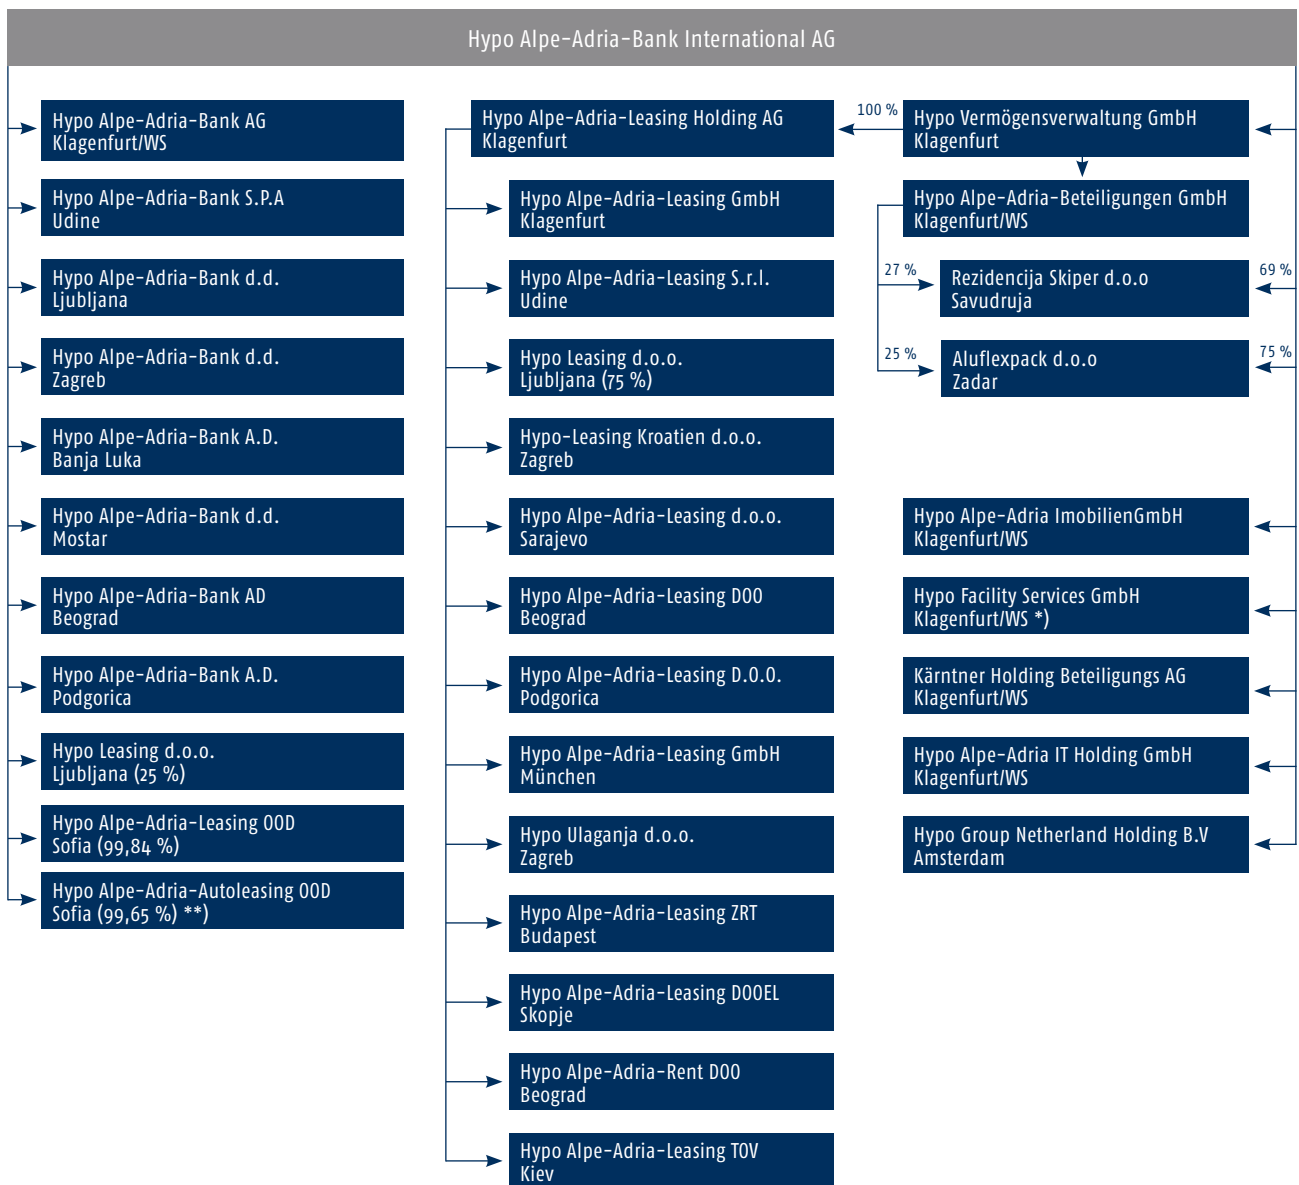 Hypo Alpe-Adria-Bank International AG
Hypo Alpe-Adria-Bank AG
Klagenfurt/WS
Hypo Alpe-Adria-Bank S.P.A
Udine
Hypo Alpe-Adria-Bank d.d.
Ljubljana
Hypo Alpe-Adria-Bank d.d.
Zagreb
Hypo Alpe-Adria-Bank A.D.
Banja Luka
Hypo Alpe-Adria-Bank d.d.
Mostar
Hypo Alpe-Adria-Bank AD
Beograd
Hypo Alpe-Adria-Bank A.D.
Podgorica
Hypo Leasing d.o.o.
Ljubljana (25 %)
Hypo Alpe-Adria-Leasing OOD
Sofia (99,84 %)
Hypo Alpe-Adria-Autoleasing OOD
Sofia (99,65 %) **)
Hypo Alpe-Adria-Leasing Holding AG
Klagenfurt
Hypo Alpe-Adria-Leasing GmbH
Klagenfurt
Hypo Alpe-Adria-Leasing S.r.l.
Udine
Hypo Leasing d.o.o.
Ljubljana (75 %)
Hypo-Leasing Kroatien d.o.o.
Zagreb
Hypo Alpe-Adria-Leasing d.o.o.
Sarajevo
Hypo Alpe-Adria-Leasing DOO
Beograd
Hypo Alpe-Adria-Leasing D.O.O.
Podgorica
Hypo Alpe-Adria-Leasing GmbH
München
Hypo Ulaganja d.o.o.
Zagreb
Hypo Alpe-Adria-Leasing ZRT
Budapest
Hypo Alpe-Adria-Leasing DOOEL
Skopje
Hypo Alpe-Adria-Rent DOO
Beograd
Hypo Alpe-Adria-Leasing TOV
Kiev
100 %
Hypo Vermögensverwaltung GmbH
Klagenfurt
Hypo Alpe-Adria-Beteiligungen GmbH
Klagenfurt/WS
27 %
Rezidencija Skiper d.o.o
Savudruja
69 %
25 %
Aluflexpack d.o.o
Zadar
75 %
Hypo Alpe-Adria ImobilienGmbH
Klagenfurt/WS
Hypo Facility Services GmbH
Klagenfurt/WS *)
Kärntner Holding Beteiligungs AG
Klagenfurt/WS
Hypo Alpe-Adria IT Holding GmbH
Klagenfurt/WS
Hypo Group Netherland Holding B.V
Amsterdam